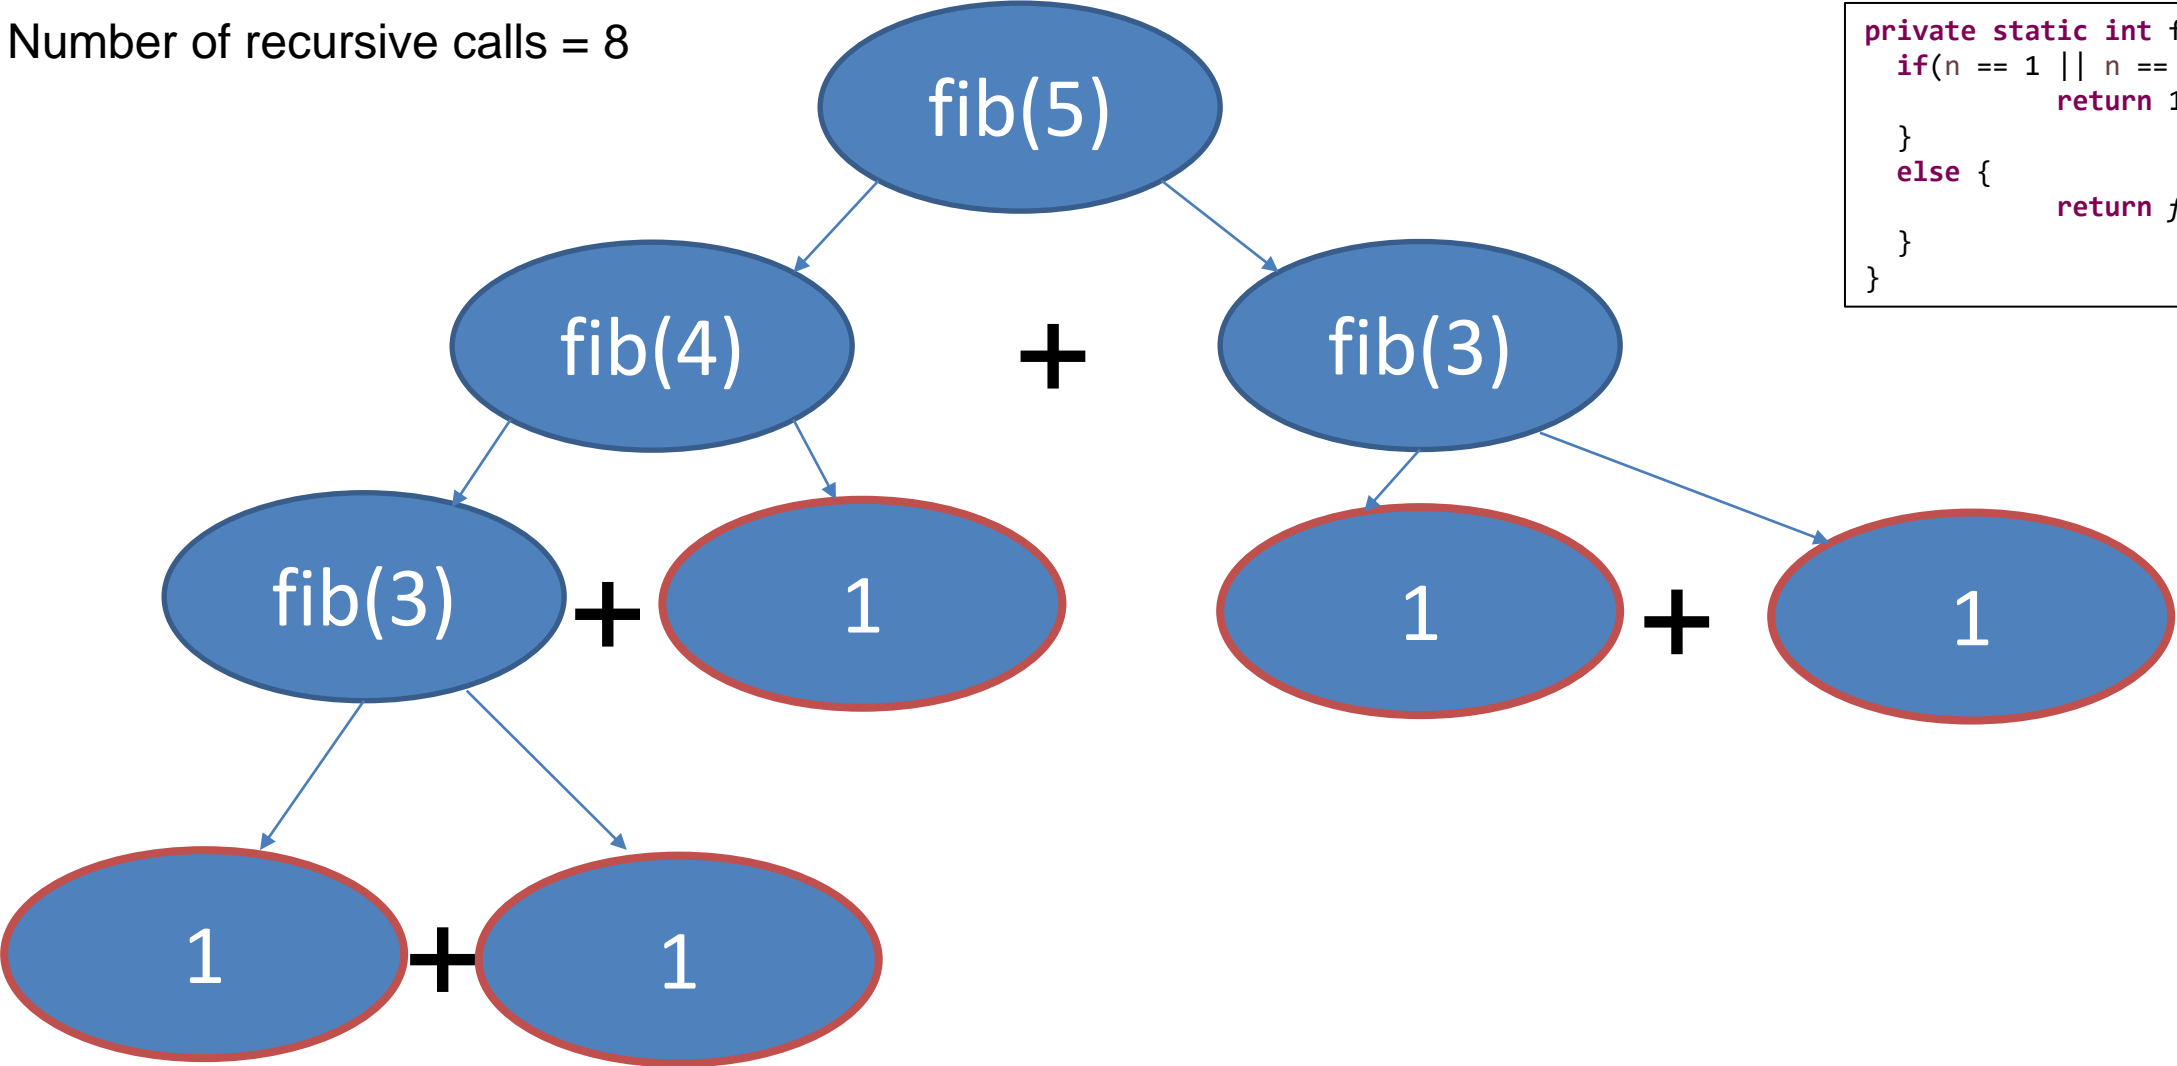 Number of recursive calls = 8
private static int
if(n == 1 || n ==
return 1
}
else {
return
}
}
fib(5)
fib(4) + fib(3)
fib(3) + 1 1 + 1
1 + 1